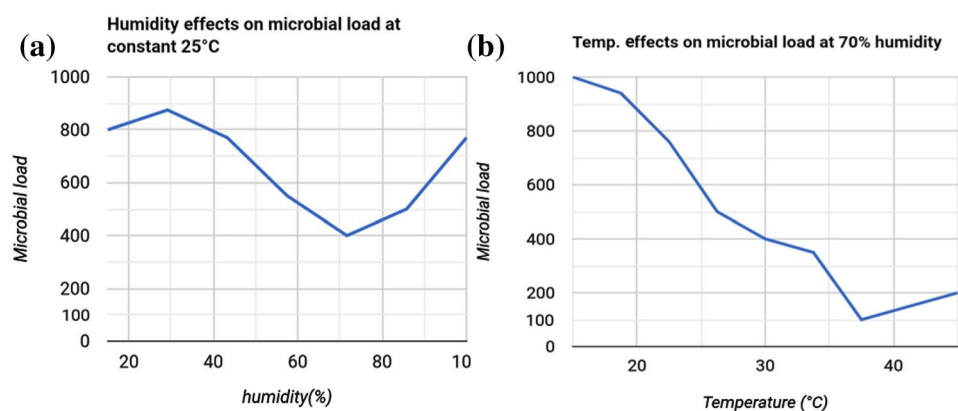 (a)
Humidity effects on microbial load at
constant 25°C
1000
800
600
400
200
100
0
Microbial load
20 40 60 80 10
humidity(%)
(b)
Temp. effects on microbial load at 70% humidity
1000
800
600
400
200
100
0
Microbial load
20 30 40
Temperature (°C)